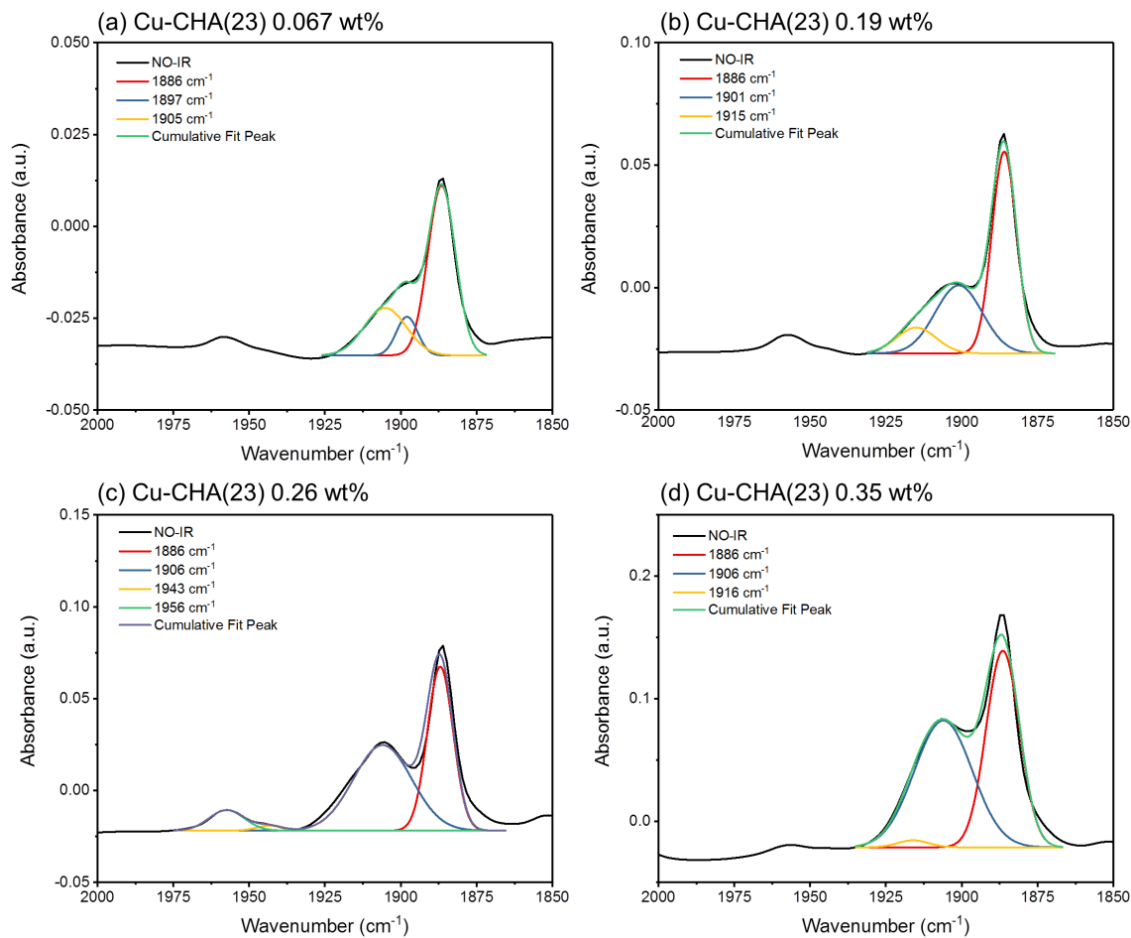 (a) Cu-CHA(23) 0.067 wt%
0.050
0.025
0.000
-0.025
-0.050
Absorbance (a.u.)
NO-IR
1886 cm⁻¹
1897 cm⁻¹
1905 cm⁻¹
Cumulative Fit Peak
2000 1975 1950 1925 1900 1875 1850
Wavenumber (cm⁻¹)
(b) Cu-CHA(23) 0.19 wt%
0.10
0.05
0.00
-0.05
Absorbance (a.u.)
NO-IR
1886 cm⁻¹
1901 cm⁻¹
1915 cm⁻¹
Cumulative Fit Peak
2000 1975 1950 1925 1900 1875 1850
Wavenumber (cm⁻¹)
(c) Cu-CHA(23) 0.26 wt%
0.15
0.10
0.05
0.00
-0.05
Absorbance (a.u.)
NO-IR
1886 cm⁻¹
1906 cm⁻¹
1943 cm⁻¹
1956 cm⁻¹
Cumulative Fit Peak
2000 1975 1950 1925 1900 1875 1850
Wavenumber (cm⁻¹)
(d) Cu-CHA(23) 0.35 wt%
0.2
0.1
0.0
Absorbance (a.u.)
NO-IR
1886 cm⁻¹
1906 cm⁻¹
1916 cm⁻¹
Cumulative Fit Peak
2000 1975 1950 1925 1900 1875 1850
Wavenumber (cm⁻¹)